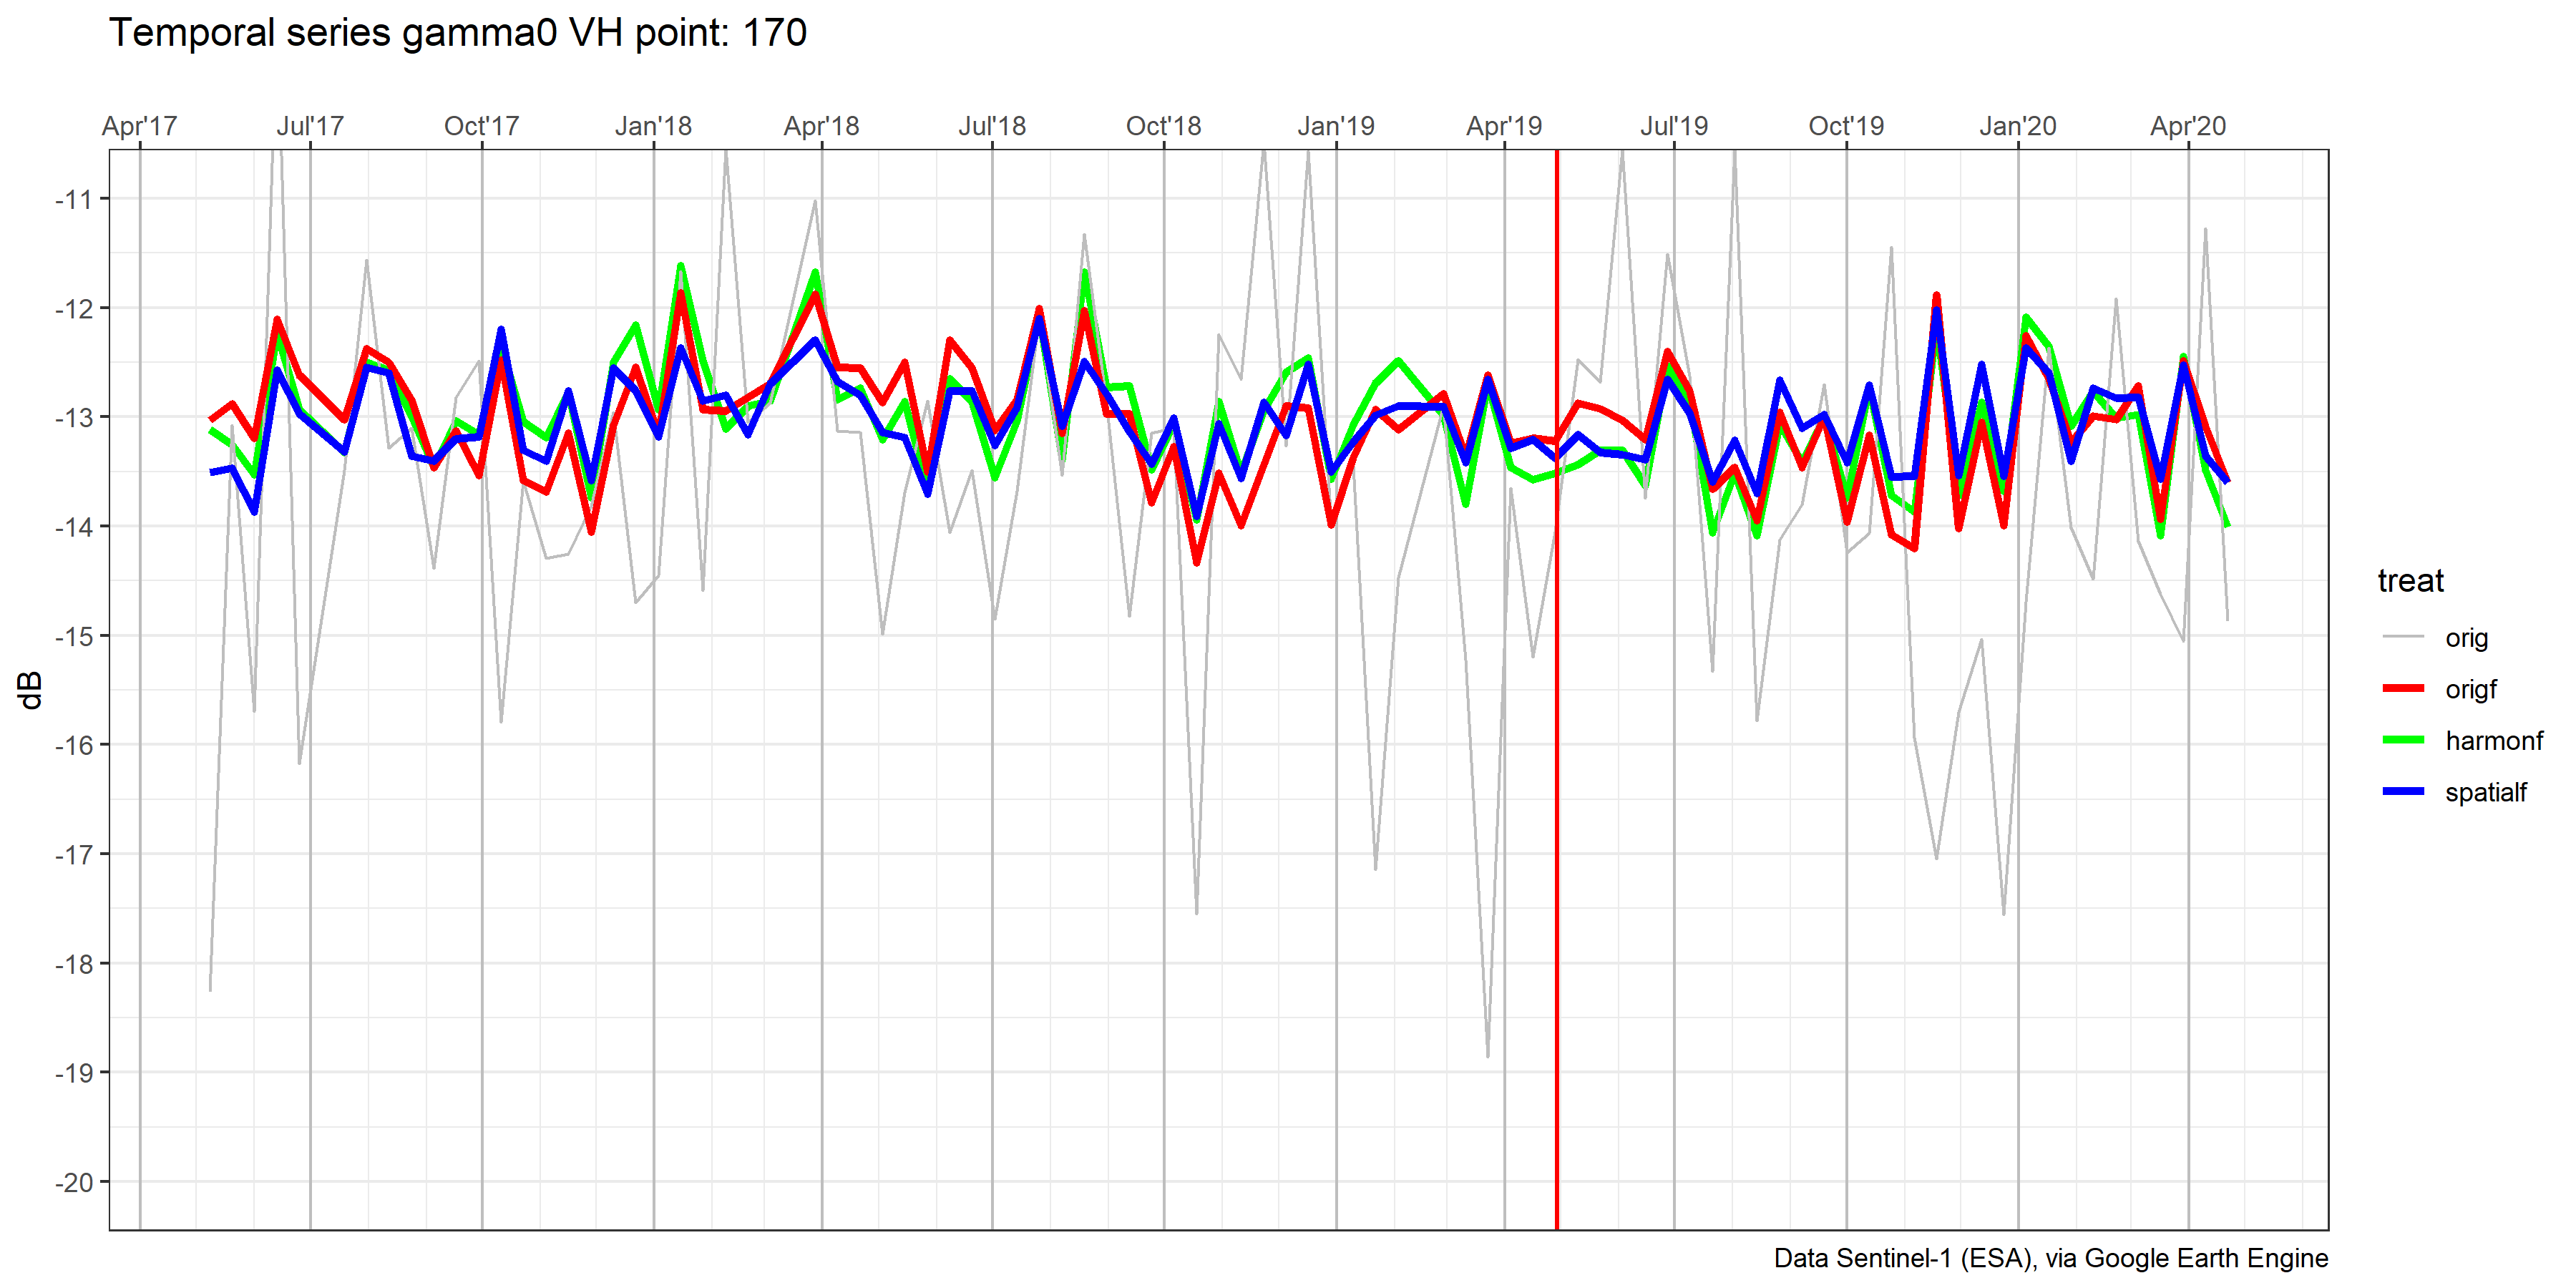 Temporal series gamma0 VH point: 170
Apr'17 Jul'17 Oct'17 Jan'18 Apr'18 Jul'18 Oct'18 Jan'19 Apr'19 Jul'19 Oct'19 Jan'20 Apr'20
-11
-12
-13
-14
-15
-16
-17
-18
-19
-20
dB
treat
orig
origf
harmonf
spatialf
Data Sentinel-1 (ESA), via Google Earth Engine